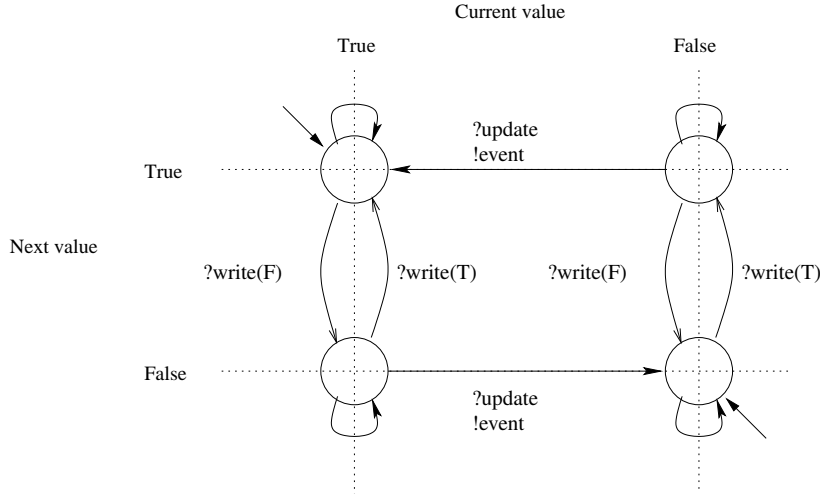 Current value
True
False
?update
!event
True
Next value
?write(F)
?write(T)
?write(F)
?write(T)
False
?update
!event